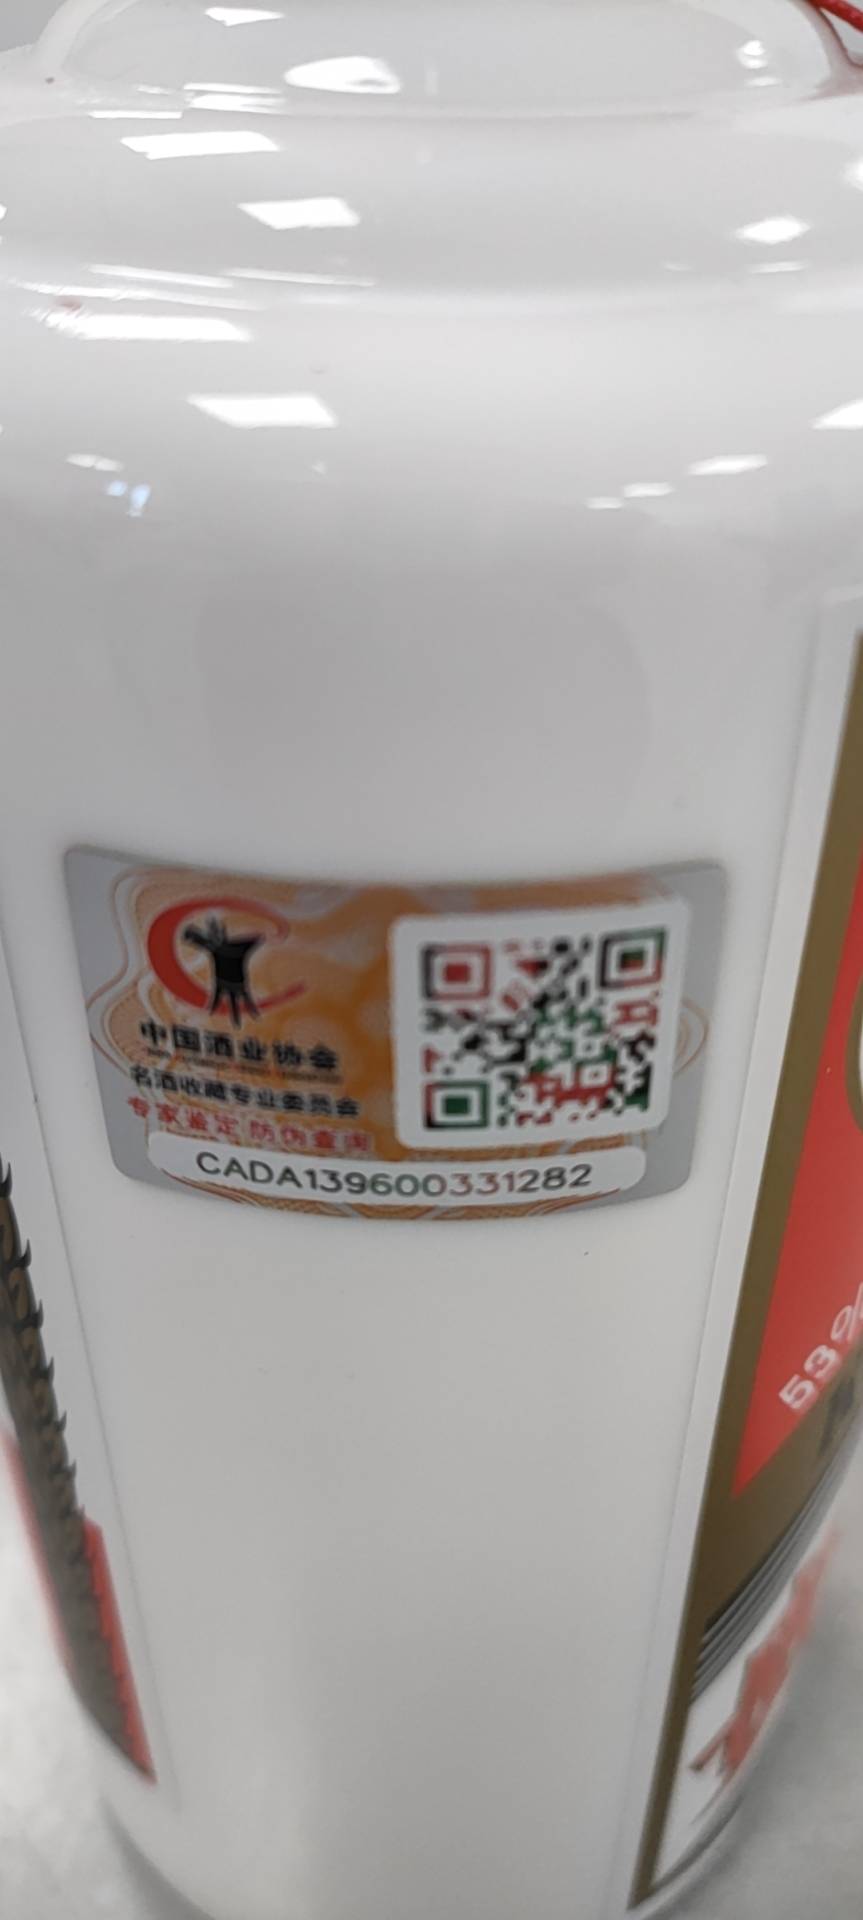 中国酒业协会
名酒收藏专业委员会
专家鉴定 防伪查询
CADA139600331282
53%